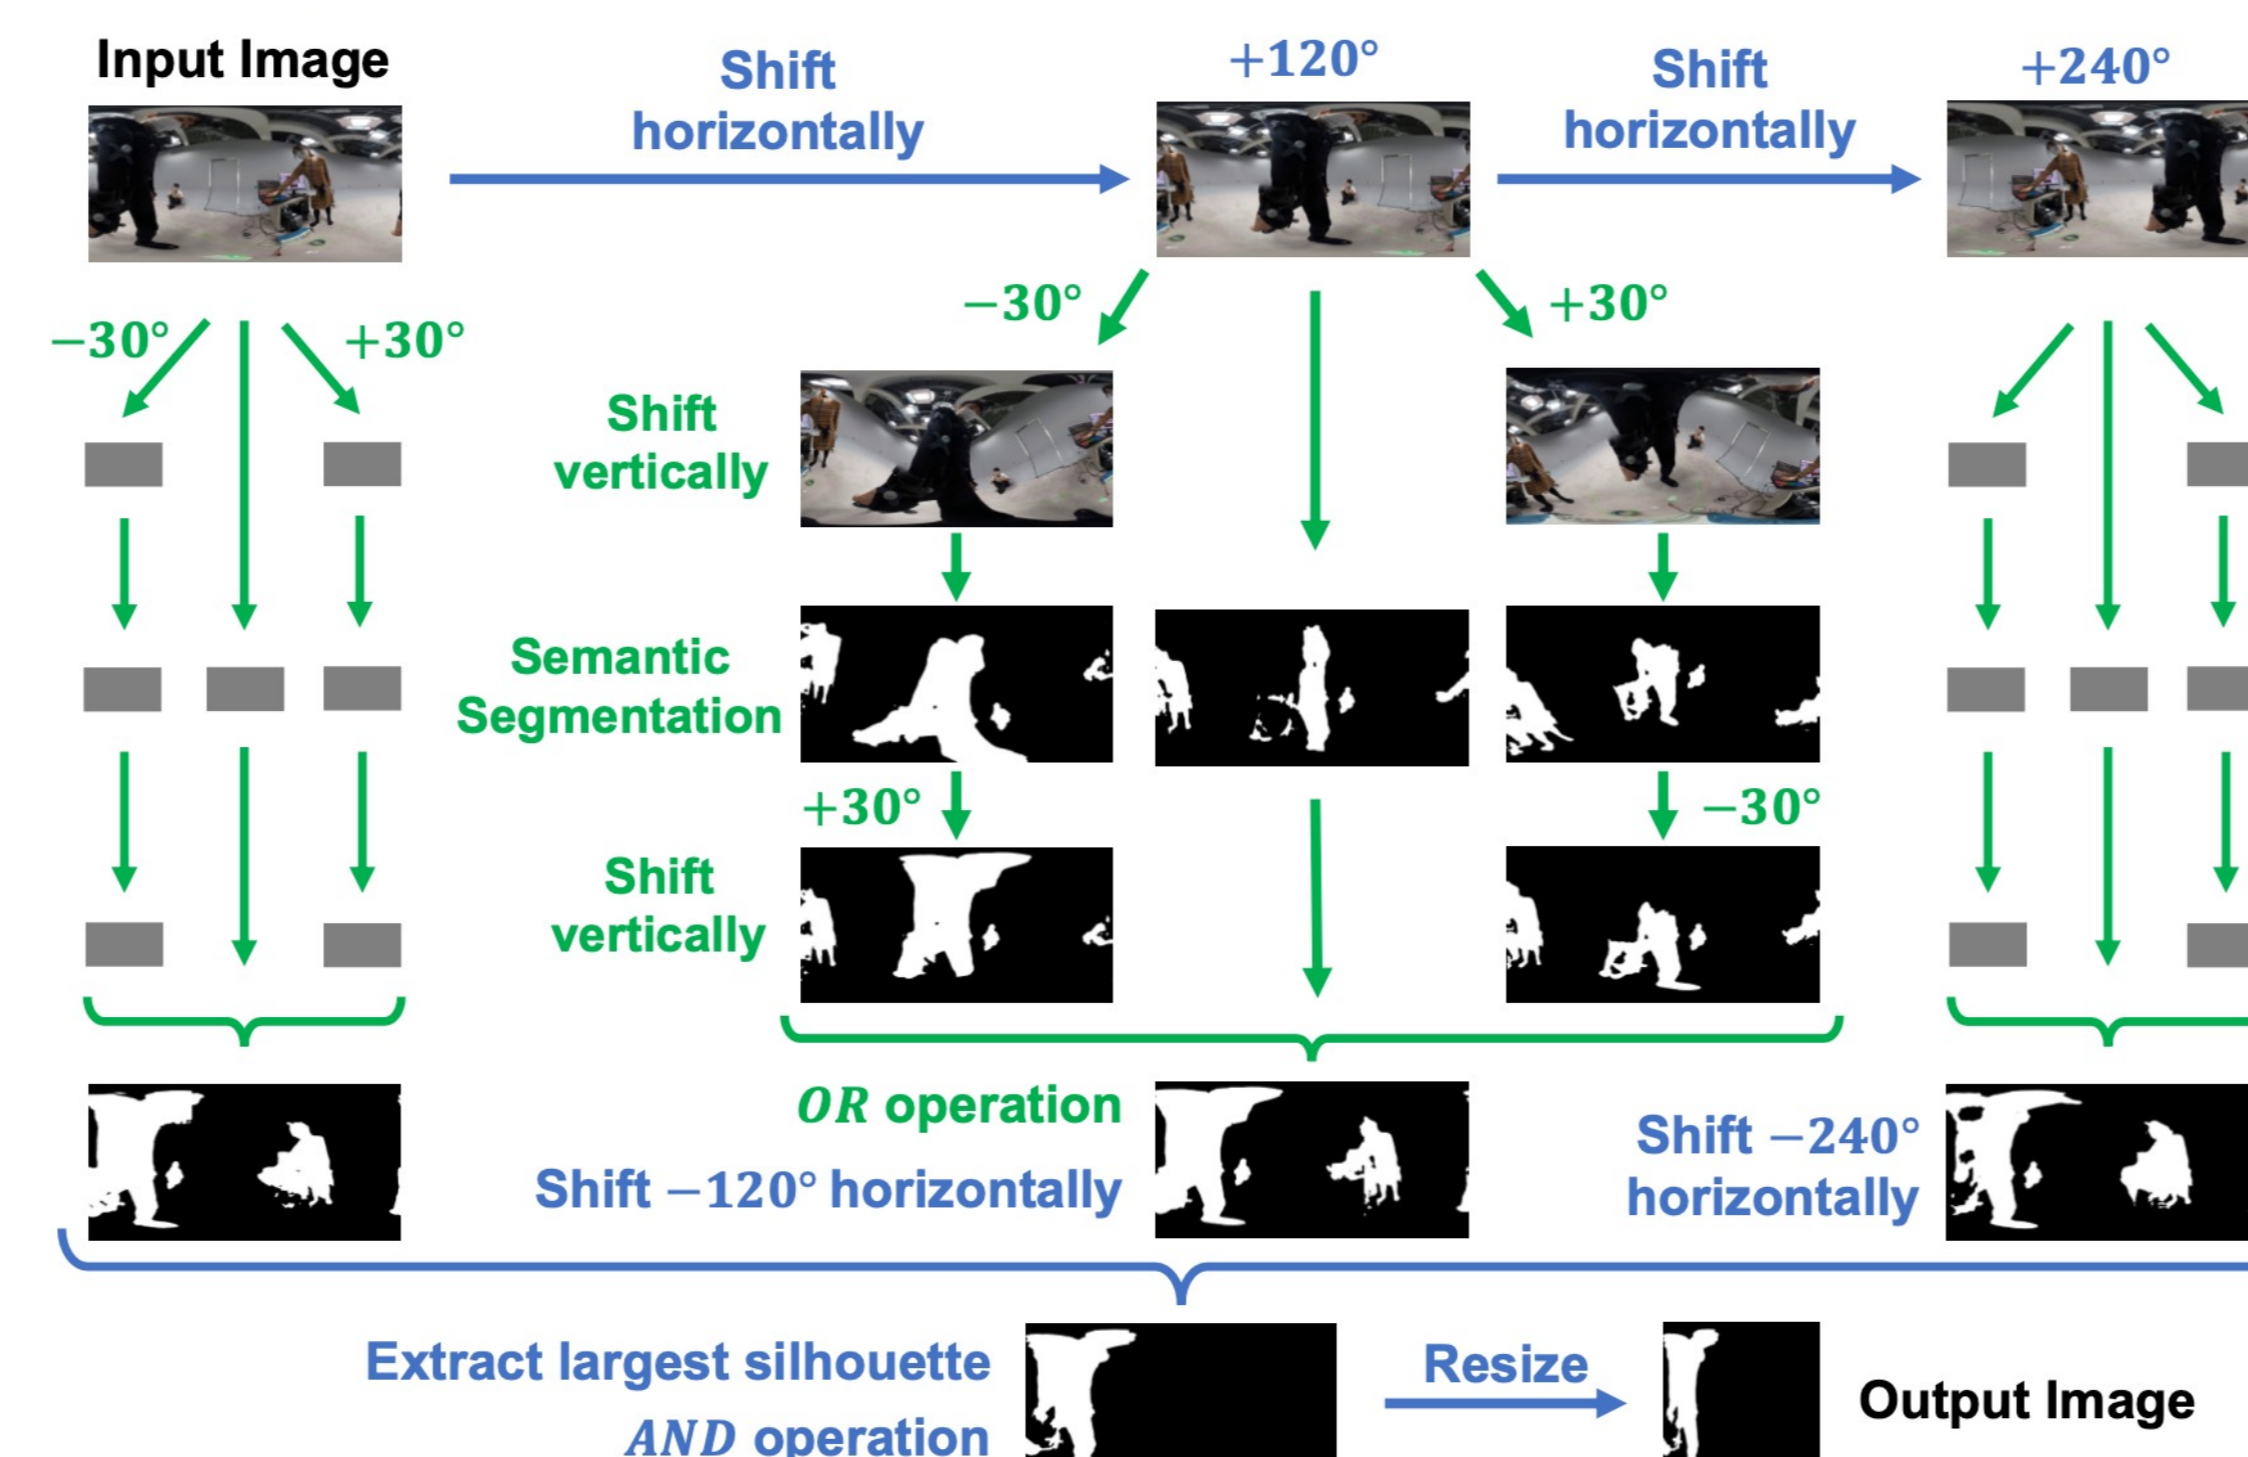 Input Image
Shift
horizontally
+120°
Shift
horizontally
+240°
−30°
+30°
−30°
+30°
Shift
vertically
Semantic
Segmentation
+30°
−30°
Shift
vertically
OR operation
Shift −120° horizontally
Shift −240°
horizontally
Extract largest silhouette
AND operation
Resize
Output Image